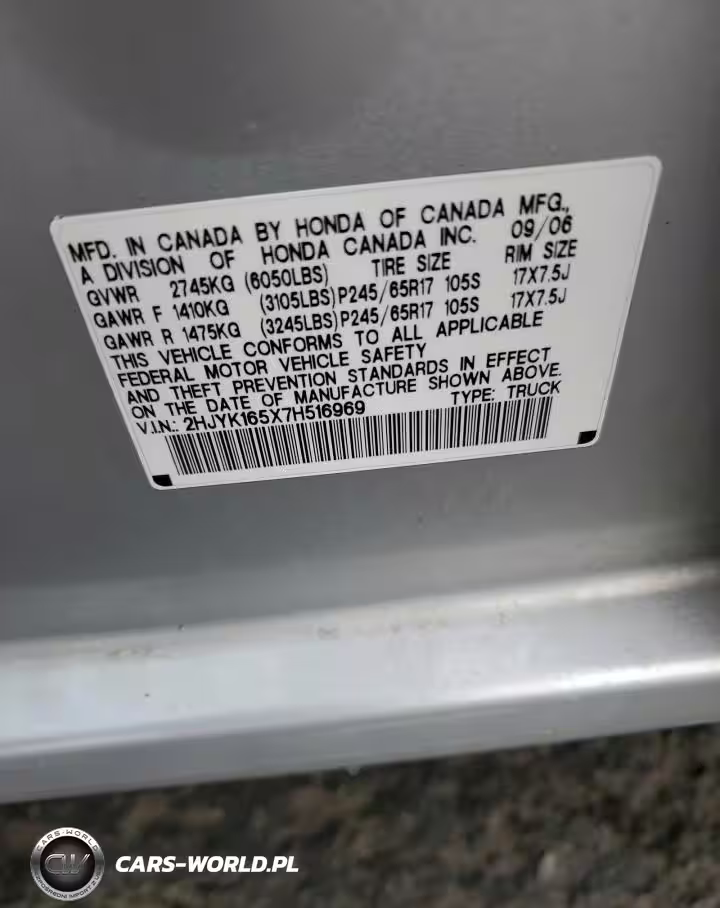 MFD. IN CANADA BY HONDA OF CANADA MFG.,
A DIVISION OF HONDA CANADA INC. 09/06
GVWR 2745KG (6050LBS) TIRE SIZE RIM SIZE
GAWR F 1410KG (3105LBS) P245/65R17 105S 17X7.5J
GAWR R 1475KG (3245LBS) P245/65R17 105S 17X7.5J
THIS VEHICLE CONFORMS TO ALL APPLICABLE
FEDERAL MOTOR VEHICLE SAFETY
AND THEFT PREVENTION STANDARDS IN EFFECT
ON THE DATE OF MANUFACTURE SHOWN ABOVE.
V.I.N.: 2HJYK165X7H516969 TYPE: TRUCK
CARS-WORLD
CW
CARS-WORLD.PL